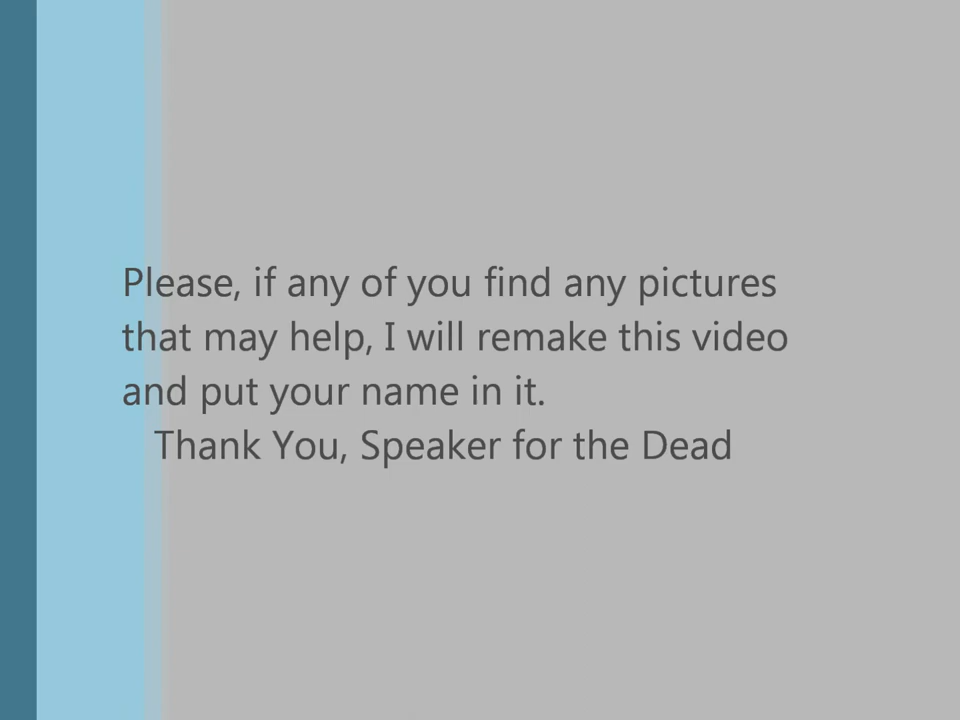 Please, if any of you find any pictures
that may help, I will remake this video
and put your name in it.
Thank You, Speaker for the Dead